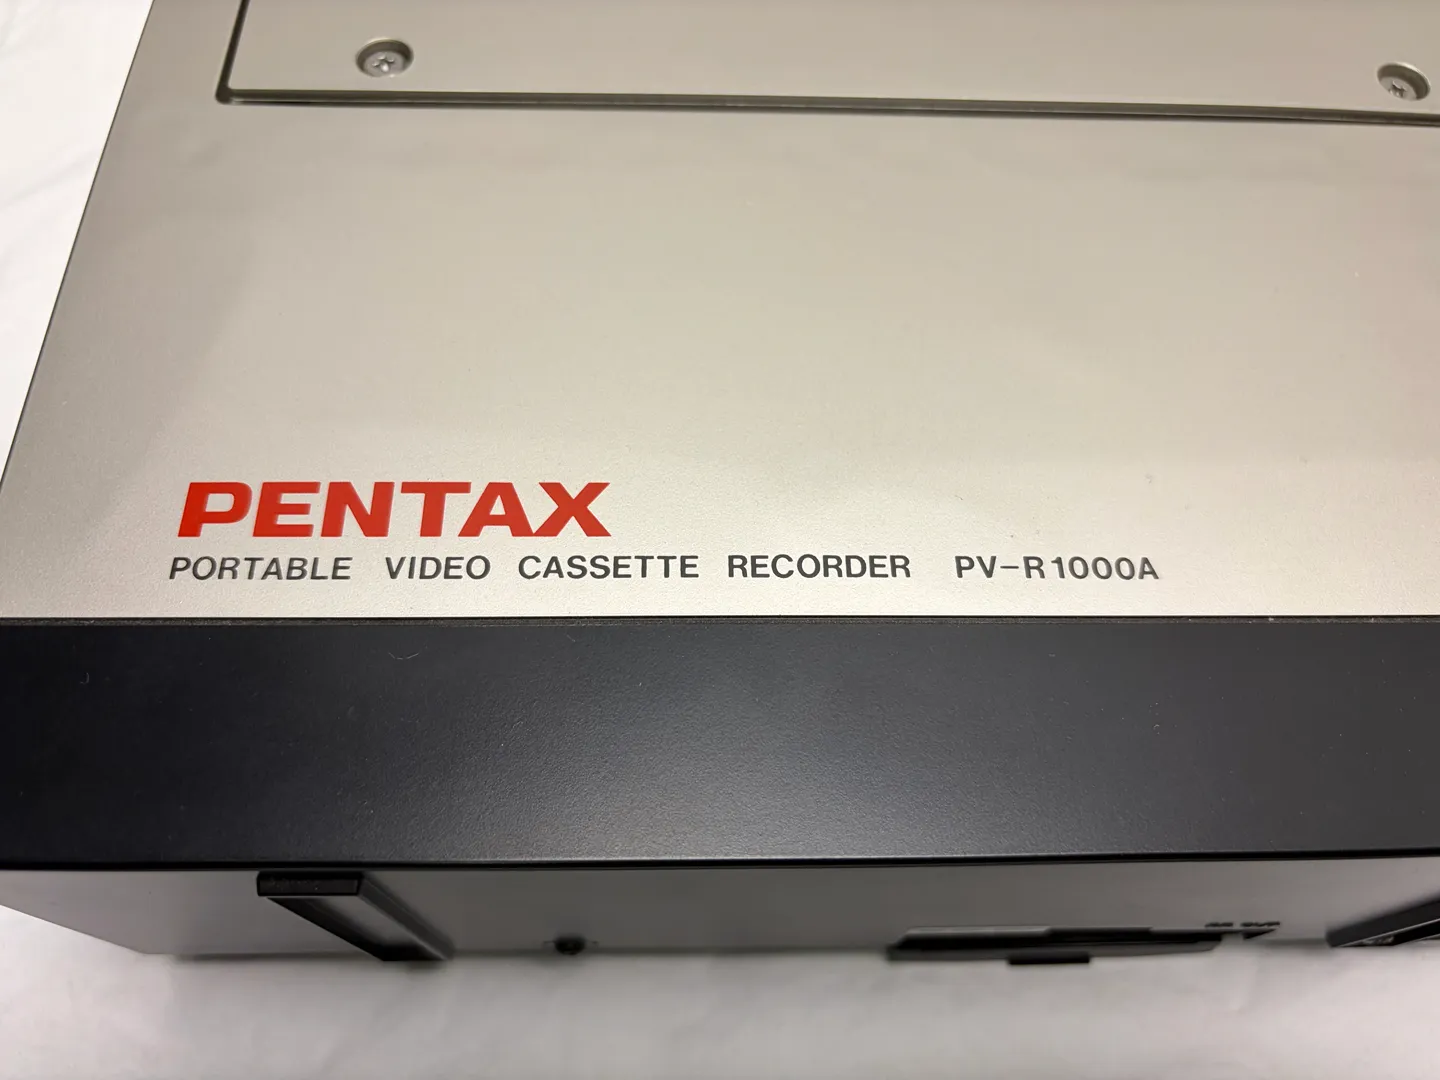 PENTAX
PORTABLE VIDEO CASSETTE RECORDER PV-R1000A